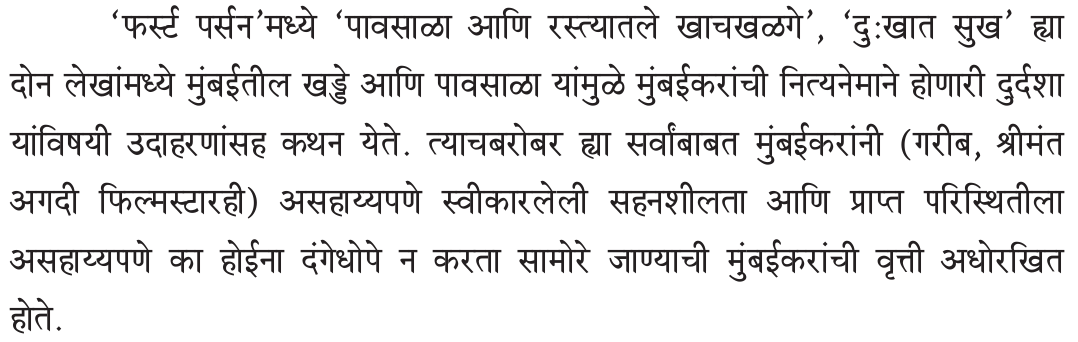 ‘फर्स्ट पर्सन’मध्ये ‘पावसाळा आणि रस्त्यातले खाचखळगे’, ‘दुःखात सुख’ ह्या
दोन लेखांमध्ये मुंबईतील खड्डे आणि पावसाळा यांमुळे मुंबईकरांची नित्यनेमाने होणारी दुर्दशा
यांविषयी उदाहरणांसह कथन येते. त्याचबरोबर ह्या सर्वांबाबत मुंबईकरांनी (गरीब, श्रीमंत
अगदी फिल्मस्टारही) असहाय्यपणे स्वीकारलेली सहनशीलता आणि प्राप्त परिस्थितीला
असहाय्यपणे का होईना दंगेधोपे न करता सामोरे जाण्याची मुंबईकरांची वृत्ती अधोरखित
होते.